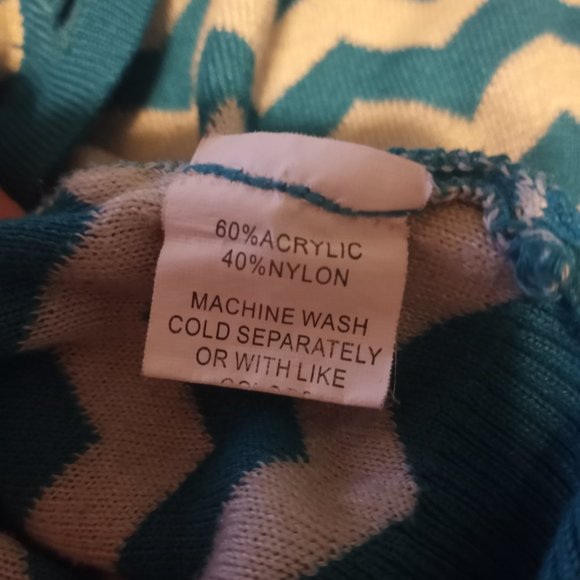 60%ACRYLIC
40%NYLON
MACHINE WASH
COLD SEPARATELY
OR WITH LIKE